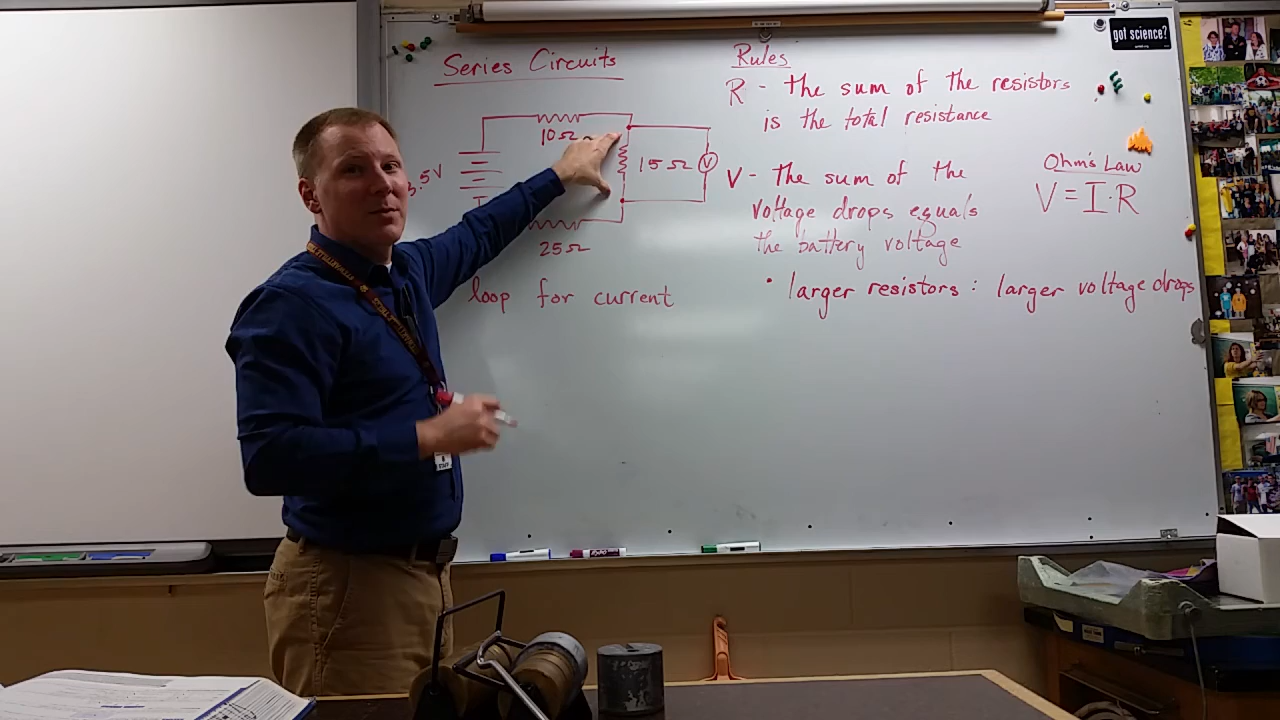 Series Circuits
10Ω
15Ω
V
.5V
25Ω
loop for current
Rules
R - the sum of the resistors
is the total resistance
V - the sum of the
voltage drops equals
the battery voltage
· larger resistors : larger voltage drops
Ohm's Law
V = I·R
got science?